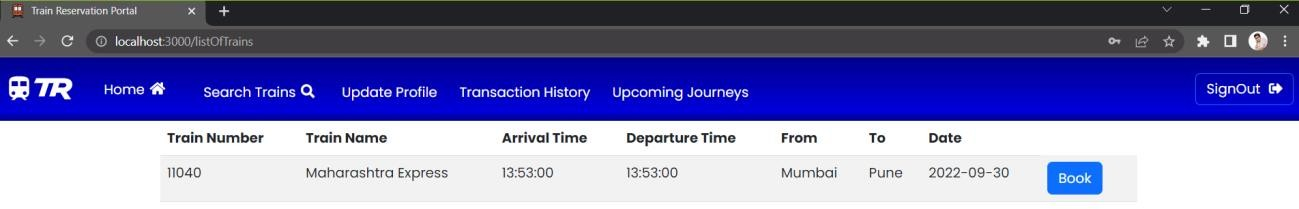 Train Reservation Portal
localhost:3000/listOfTrains
TR Home Search Trains Update Profile Transaction History Upcoming Journeys SignOut
Train Number Train Name Arrival Time Departure Time From To Date
11040 Maharashtra Express 13:53:00 13:53:00 Mumbai Pune 2022-09-30 Book